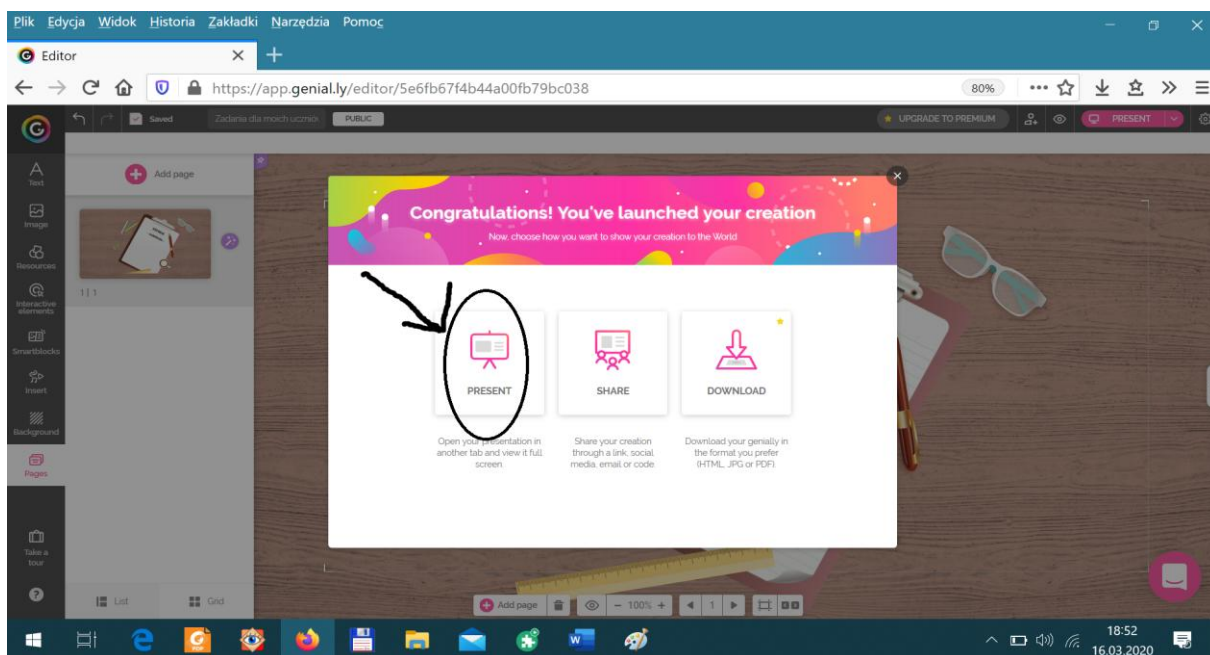 Plik Edycja Widok Historia Zakładki Narzędzia Pomoc
Editor
https://app.genial.ly/editor/5e6fb67f4b44a00fb79bc038
80%
Saved
Zadania dla moich uczniów
PUBLIC
UPGRADE TO PREMIUM
PRESENT
Text
Image
Resources
Interactive
elements
Smartblocks
Insert
Background
Pages
Take a
tour
Add page
1 | 1
List
Grid
Congratulations! You've launched your creation
Now, choose how you want to show your creation to the World
PRESENT
Open your presentation in
another tab and view it full
screen.
SHARE
Share your creation
through a link, social
media, email or code.
DOWNLOAD
Download your genially in
the format you prefer
(HTML, JPG or PDF).
Add page
100%
1
18:52
16.03.2020